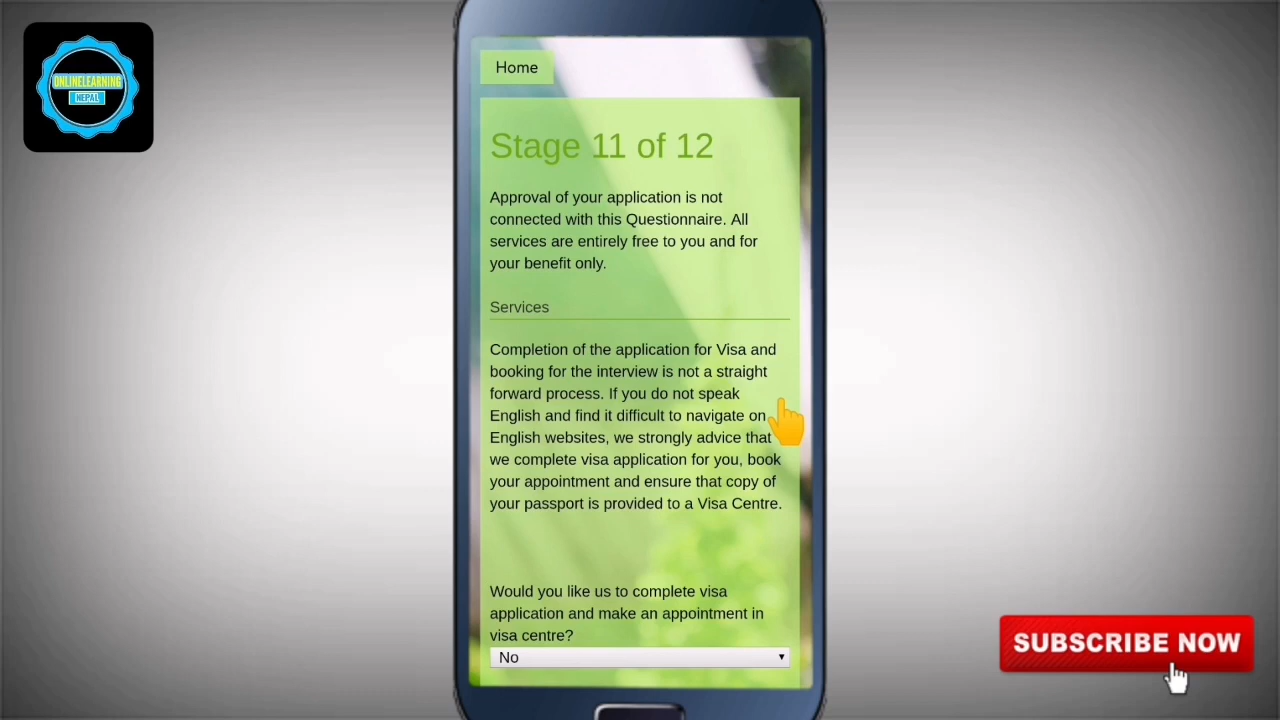 ONLINELEARNING
NEPAL
Home
Stage 11 of 12
Approval of your application is not
connected with this Questionnaire. All
services are entirely free to you and for
your benefit only.
Services
Completion of the application for Visa and
booking for the interview is not a straight
forward process. If you do not speak
English and find it difficult to navigate on
English websites, we strongly advice that
we complete visa application for you, book
your appointment and ensure that copy of
your passport is provided to a Visa Centre.
Would you like us to complete visa
application and make an appointment in
visa centre?
No
SUBSCRIBE NOW